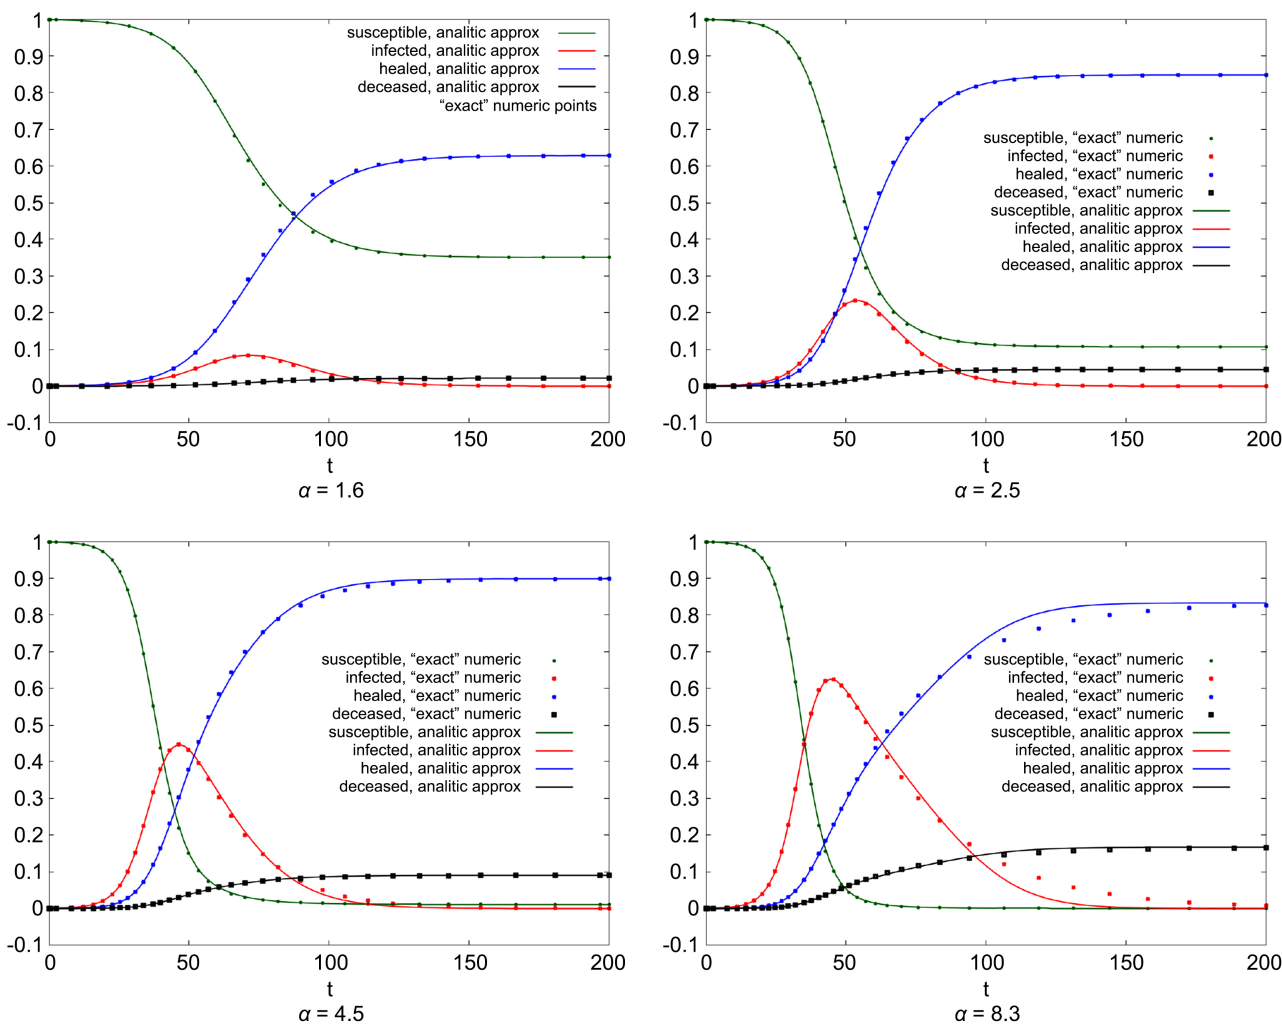 1
0.9
0.8
0.7
0.6
0.5
0.4
0.3
0.2
0.1
0
-0.1
0 50 100 150 200
t
α = 1.6
susceptible, analitic approx
infected, analitic approx
healed, analitic approx
deceased, analitic approx
“exact” numeric points
1
0.9
0.8
0.7
0.6
0.5
0.4
0.3
0.2
0.1
0
-0.1
0 50 100 150 200
t
α = 2.5
susceptible, “exact” numeric
infected, “exact” numeric
healed, “exact” numeric
deceased, “exact” numeric
susceptible, analitic approx
infected, analitic approx
healed, analitic approx
deceased, analitic approx
1
0.9
0.8
0.7
0.6
0.5
0.4
0.3
0.2
0.1
0
-0.1
0 50 100 150 200
t
α = 4.5
susceptible, “exact” numeric
infected, “exact” numeric
healed, “exact” numeric
deceased, “exact” numeric
susceptible, analitic approx
infected, analitic approx
healed, analitic approx
deceased, analitic approx
1
0.9
0.8
0.7
0.6
0.5
0.4
0.3
0.2
0.1
0
-0.1
0 50 100 150 200
t
α = 8.3
susceptible, “exact” numeric
infected, “exact” numeric
healed, “exact” numeric
deceased, “exact” numeric
susceptible, analitic approx
infected, analitic approx
healed, analitic approx
deceased, analitic approx